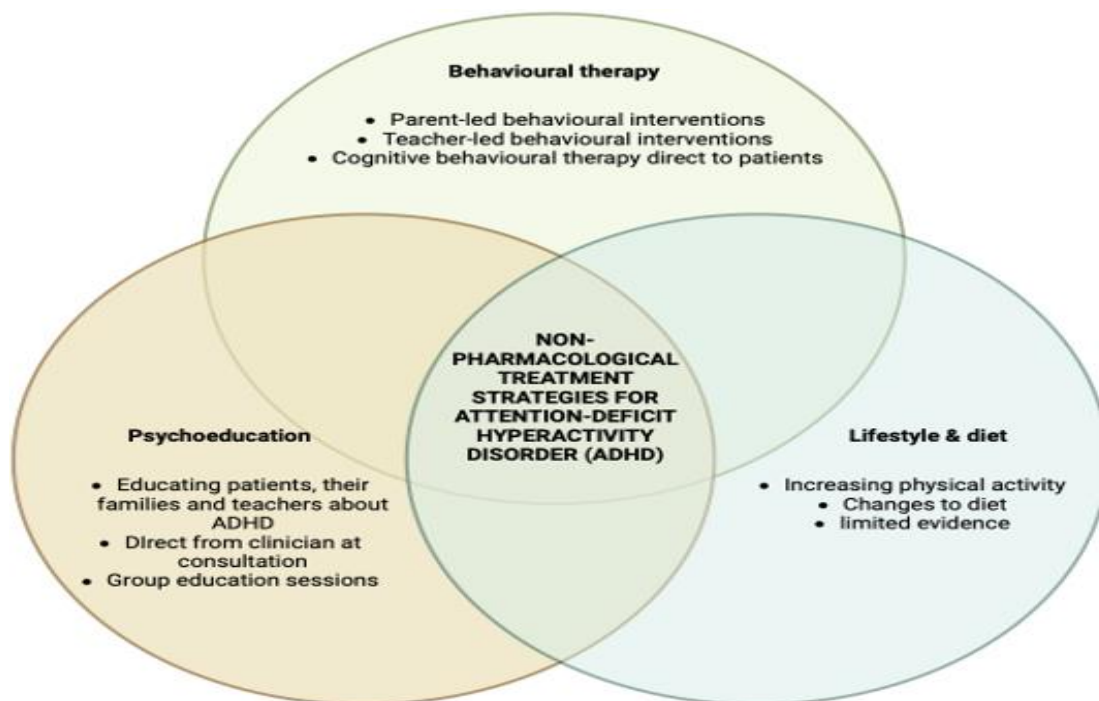 Behavioural therapy
• Parent-led behavioural interventions
• Teacher-led behavioural interventions
• Cognitive behavioural therapy direct to patients
NON-
PHARMACOLOGICAL
TREATMENT
STRATEGIES FOR
ATTENTION-DEFICIT
HYPERACTIVITY
DISORDER (ADHD)
Psychoeducation
• Educating patients, their
families and teachers about
ADHD
• DIrect from clinician at
consultation
• Group education sessions
Lifestyle & diet
• Increasing physical activity
• Changes to diet
• limited evidence